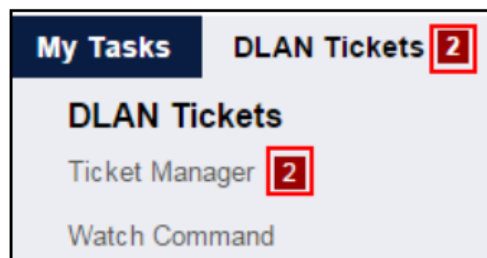 My Tasks DLAN Tickets 2
DLAN Tickets
Ticket Manager 2
Watch Command